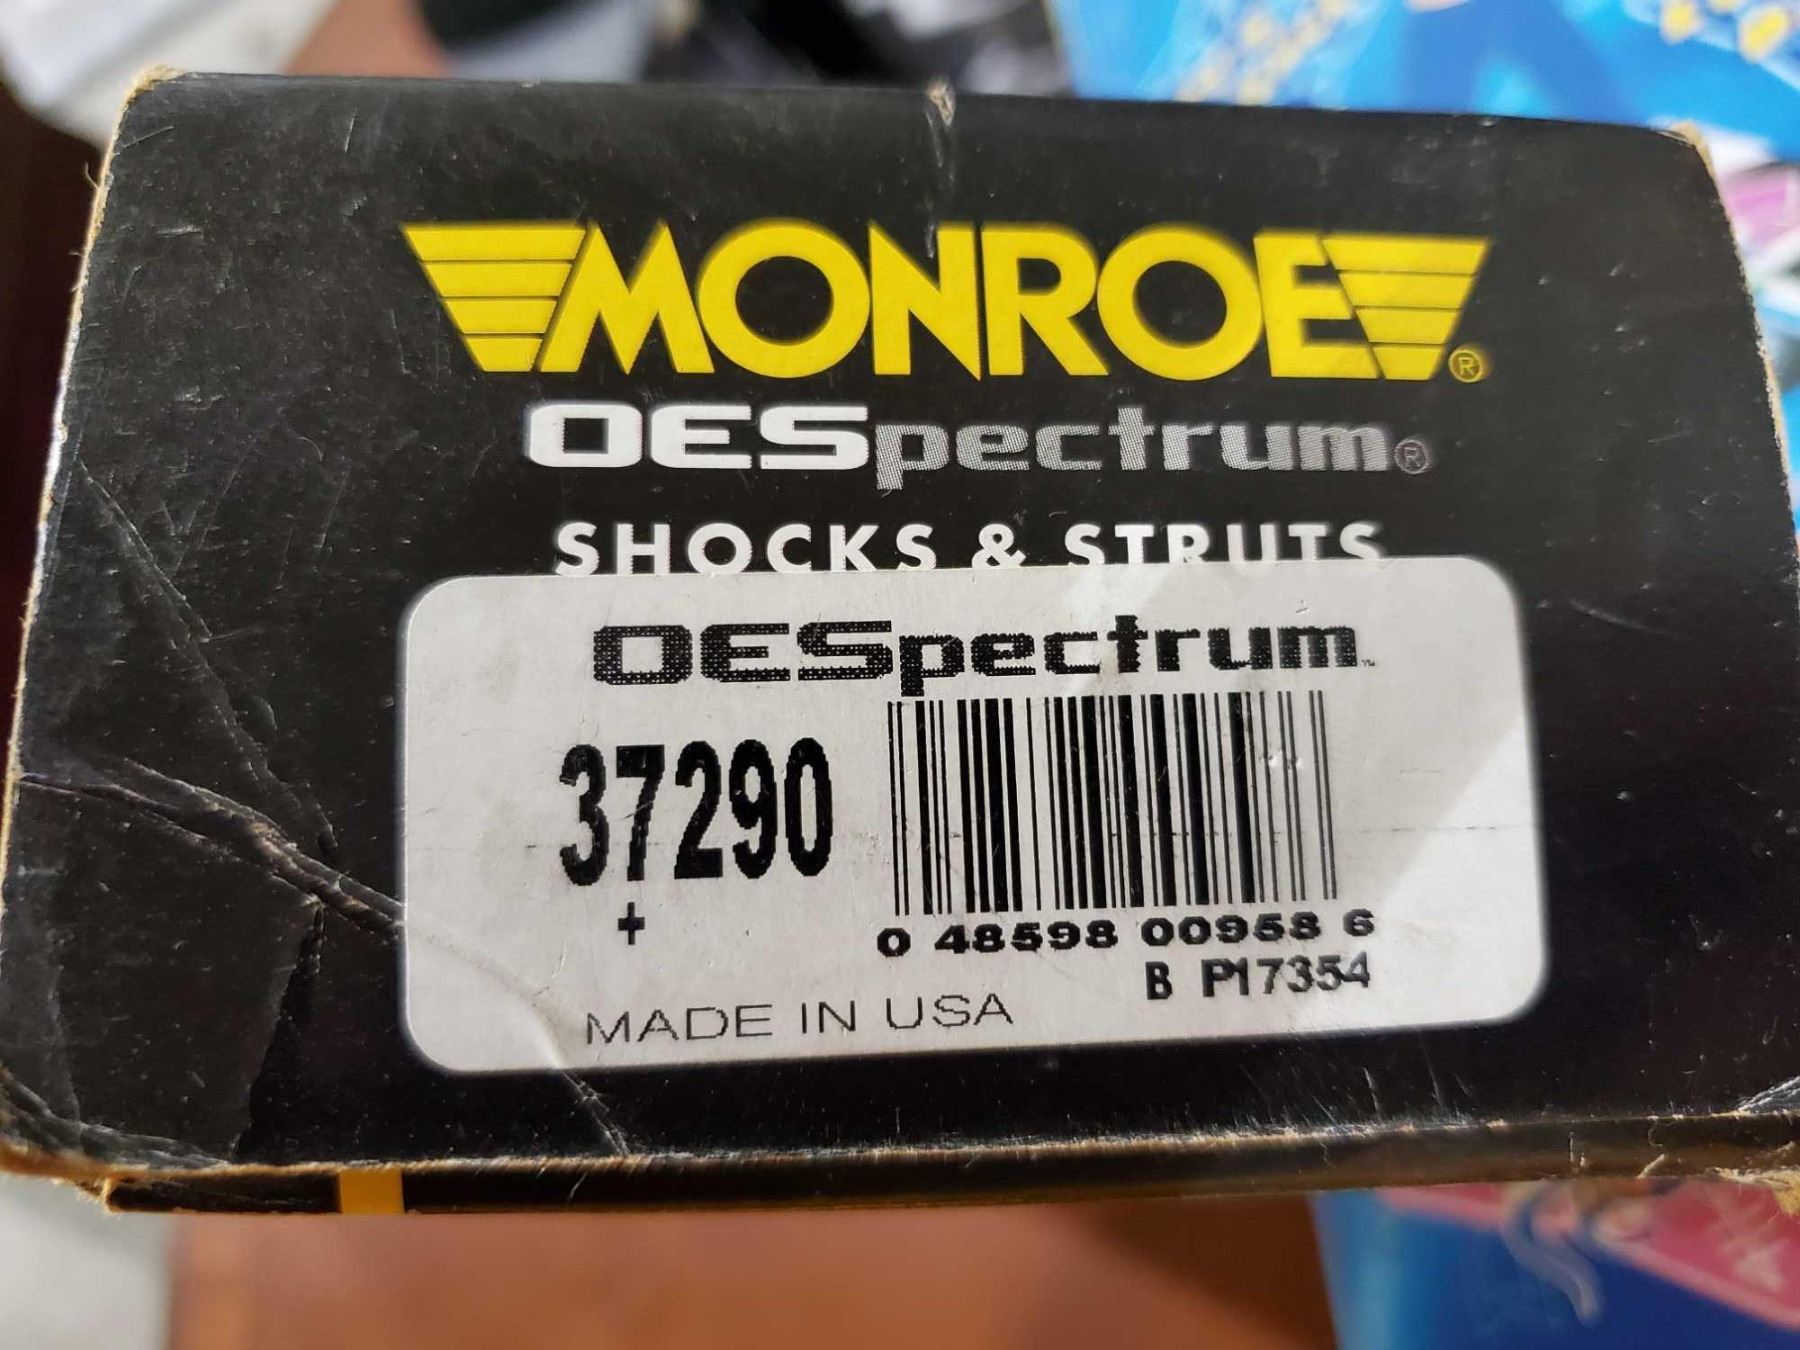 MONROE®
OESpectrum®
SHOCKS & STRUTS
OESpectrum™
37290
+
0 48598 00958 6
B P17354
MADE IN USA